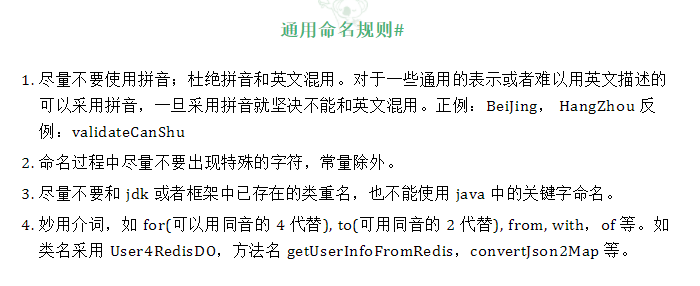 通用命名规则#
1. 尽量不要使用拼音；杜绝拼音和英文混用。对于一些通用的表示或者难以用英文描述的
可以采用拼音，一旦采用拼音就坚决不能和英文混用。正例：BeiJing， HangZhou 反
例：validateCanShu
2. 命名过程中尽量不要出现特殊的字符，常量除外。
3. 尽量不要和 jdk 或者框架中已存在的类重名，也不能使用 java 中的关键字命名。
4. 妙用介词，如 for(可以用同音的 4 代替), to(可用同音的 2 代替), from, with，of 等。如
类名采用 User4RedisDO，方法名 getUserInfoFromRedis，convertJson2Map 等。